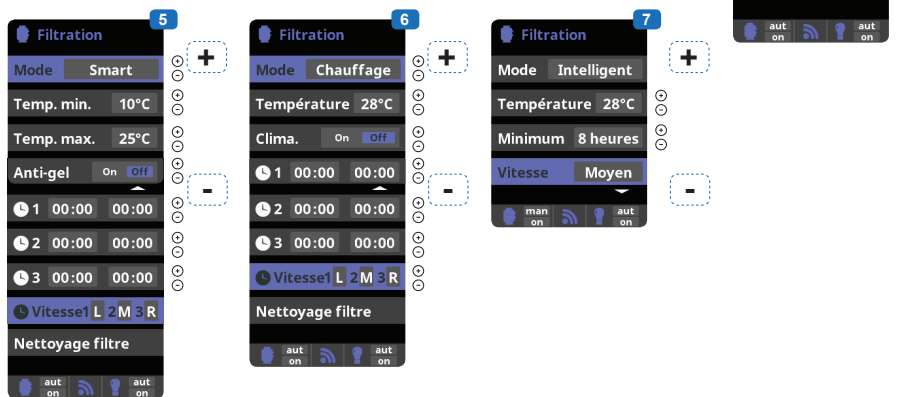 5
Filtration
Mode Smart
Temp. min. 10°C
Temp. max. 25°C
Anti-gel On Off
1 00:00 00:00
2 00:00 00:00
3 00:00 00:00
Vitesse1 L 2 M 3 R
Nettoyage filtre
aut on aut on
+
-
6
Filtration
Mode Chauffage
Température 28°C
Clima. On Off
1 00:00 00:00
2 00:00 00:00
3 00:00 00:00
Vitesse1 L 2 M 3 R
Nettoyage filtre
aut on aut on
+
-
7
Filtration
Mode Intelligent
Température 28°C
Minimum 8 heures
Vitesse Moyen
man on aut on
+
-
aut on aut on